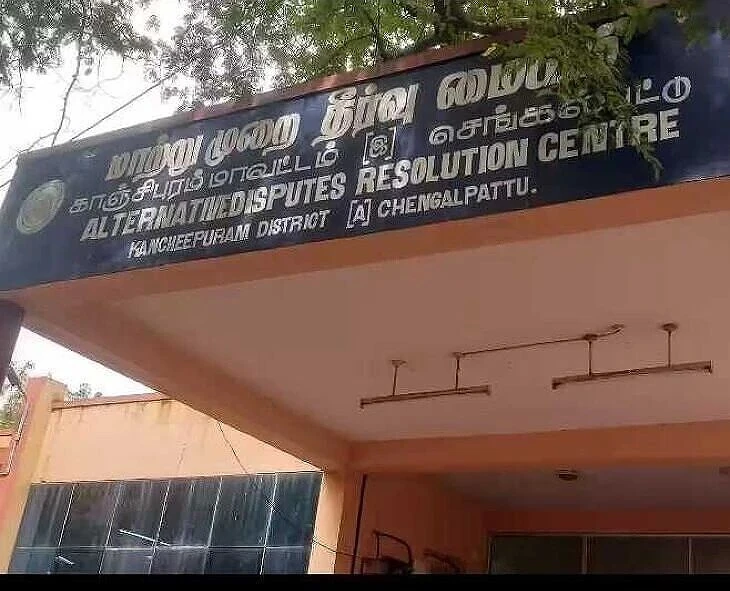 மாற்று முறை தீர்வு
காஞ்சிபுரம் மாவட்டம் [இ]
ALTERNATIVEDISPUTES RESOLUTION CENTRE
KANCHEEPURAM DISTRICT [A] CHENGALPATTU.